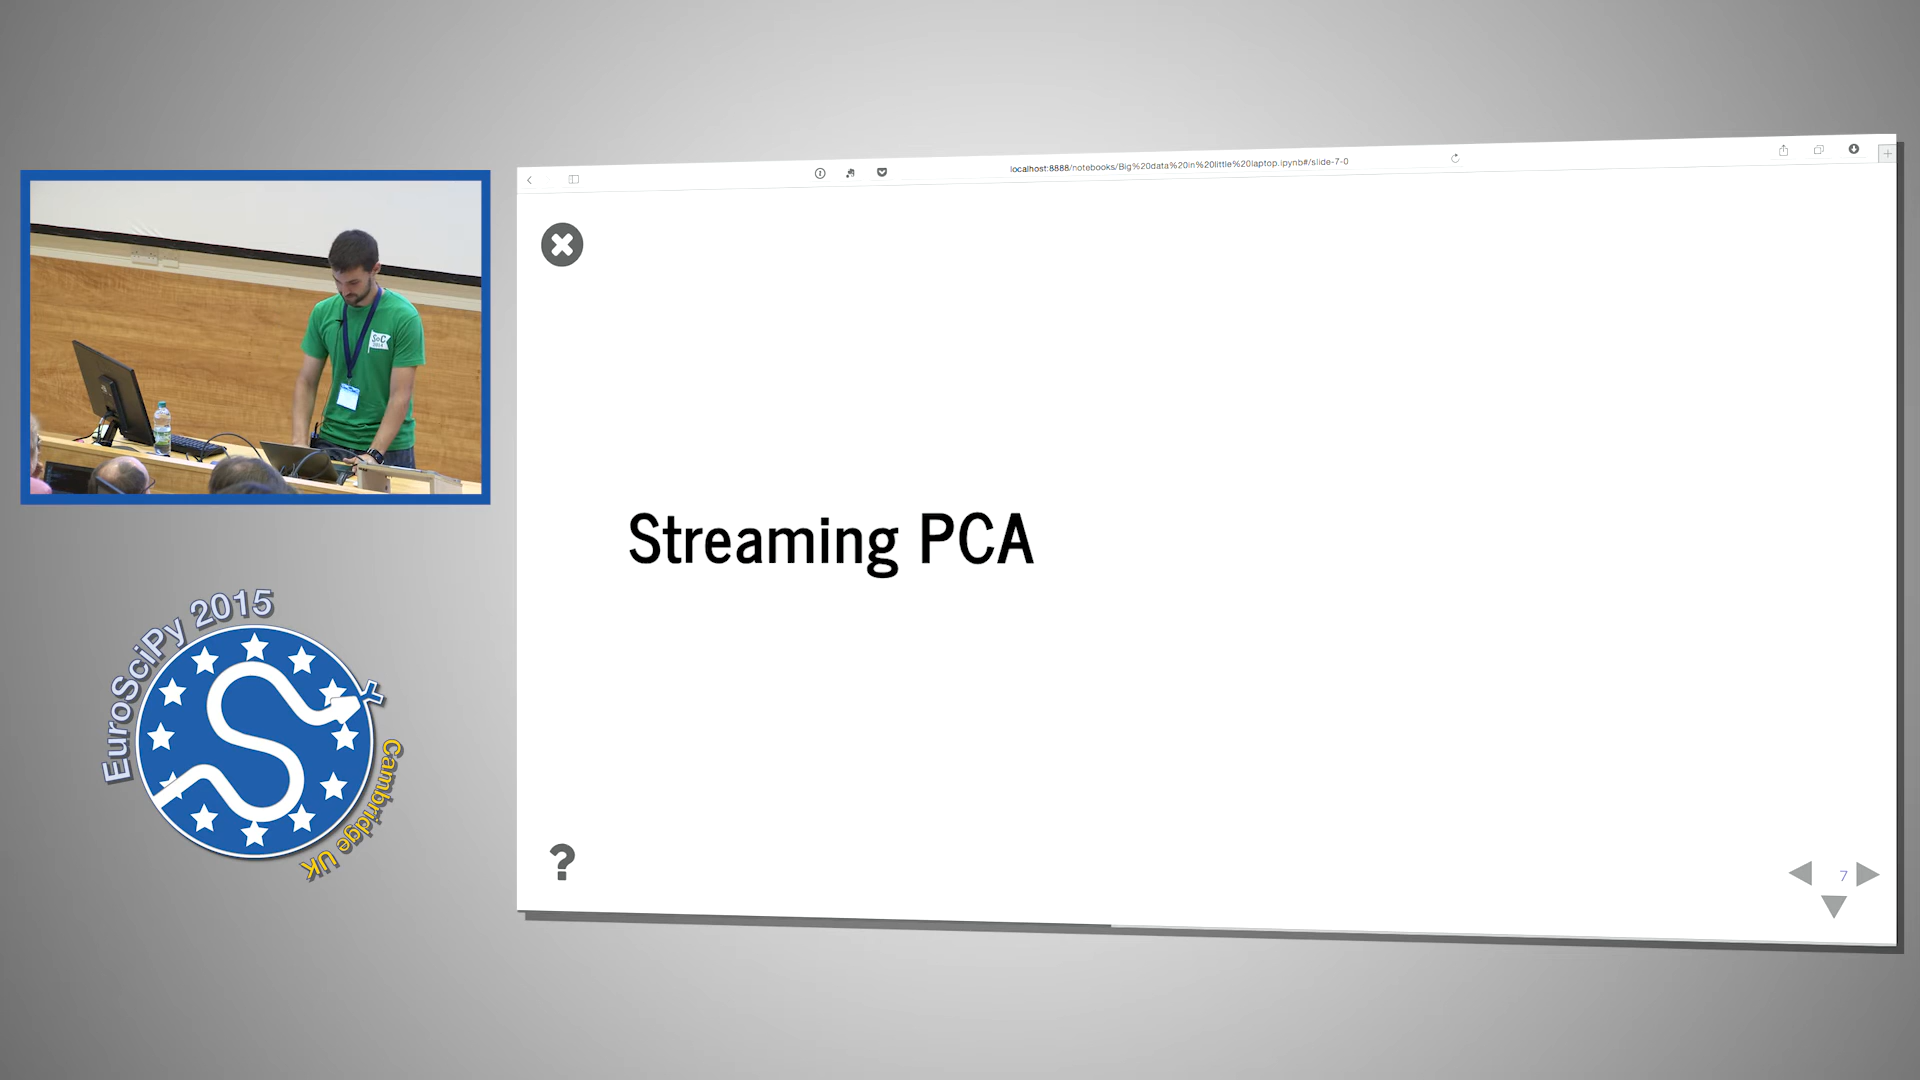 localhost:8888/notebooks/Big%20data%20in%20little%20laptop.ipynb#/slide-7-0
SoC
Streaming PCA
EuroSciPy 2015
Cambridge UK
7